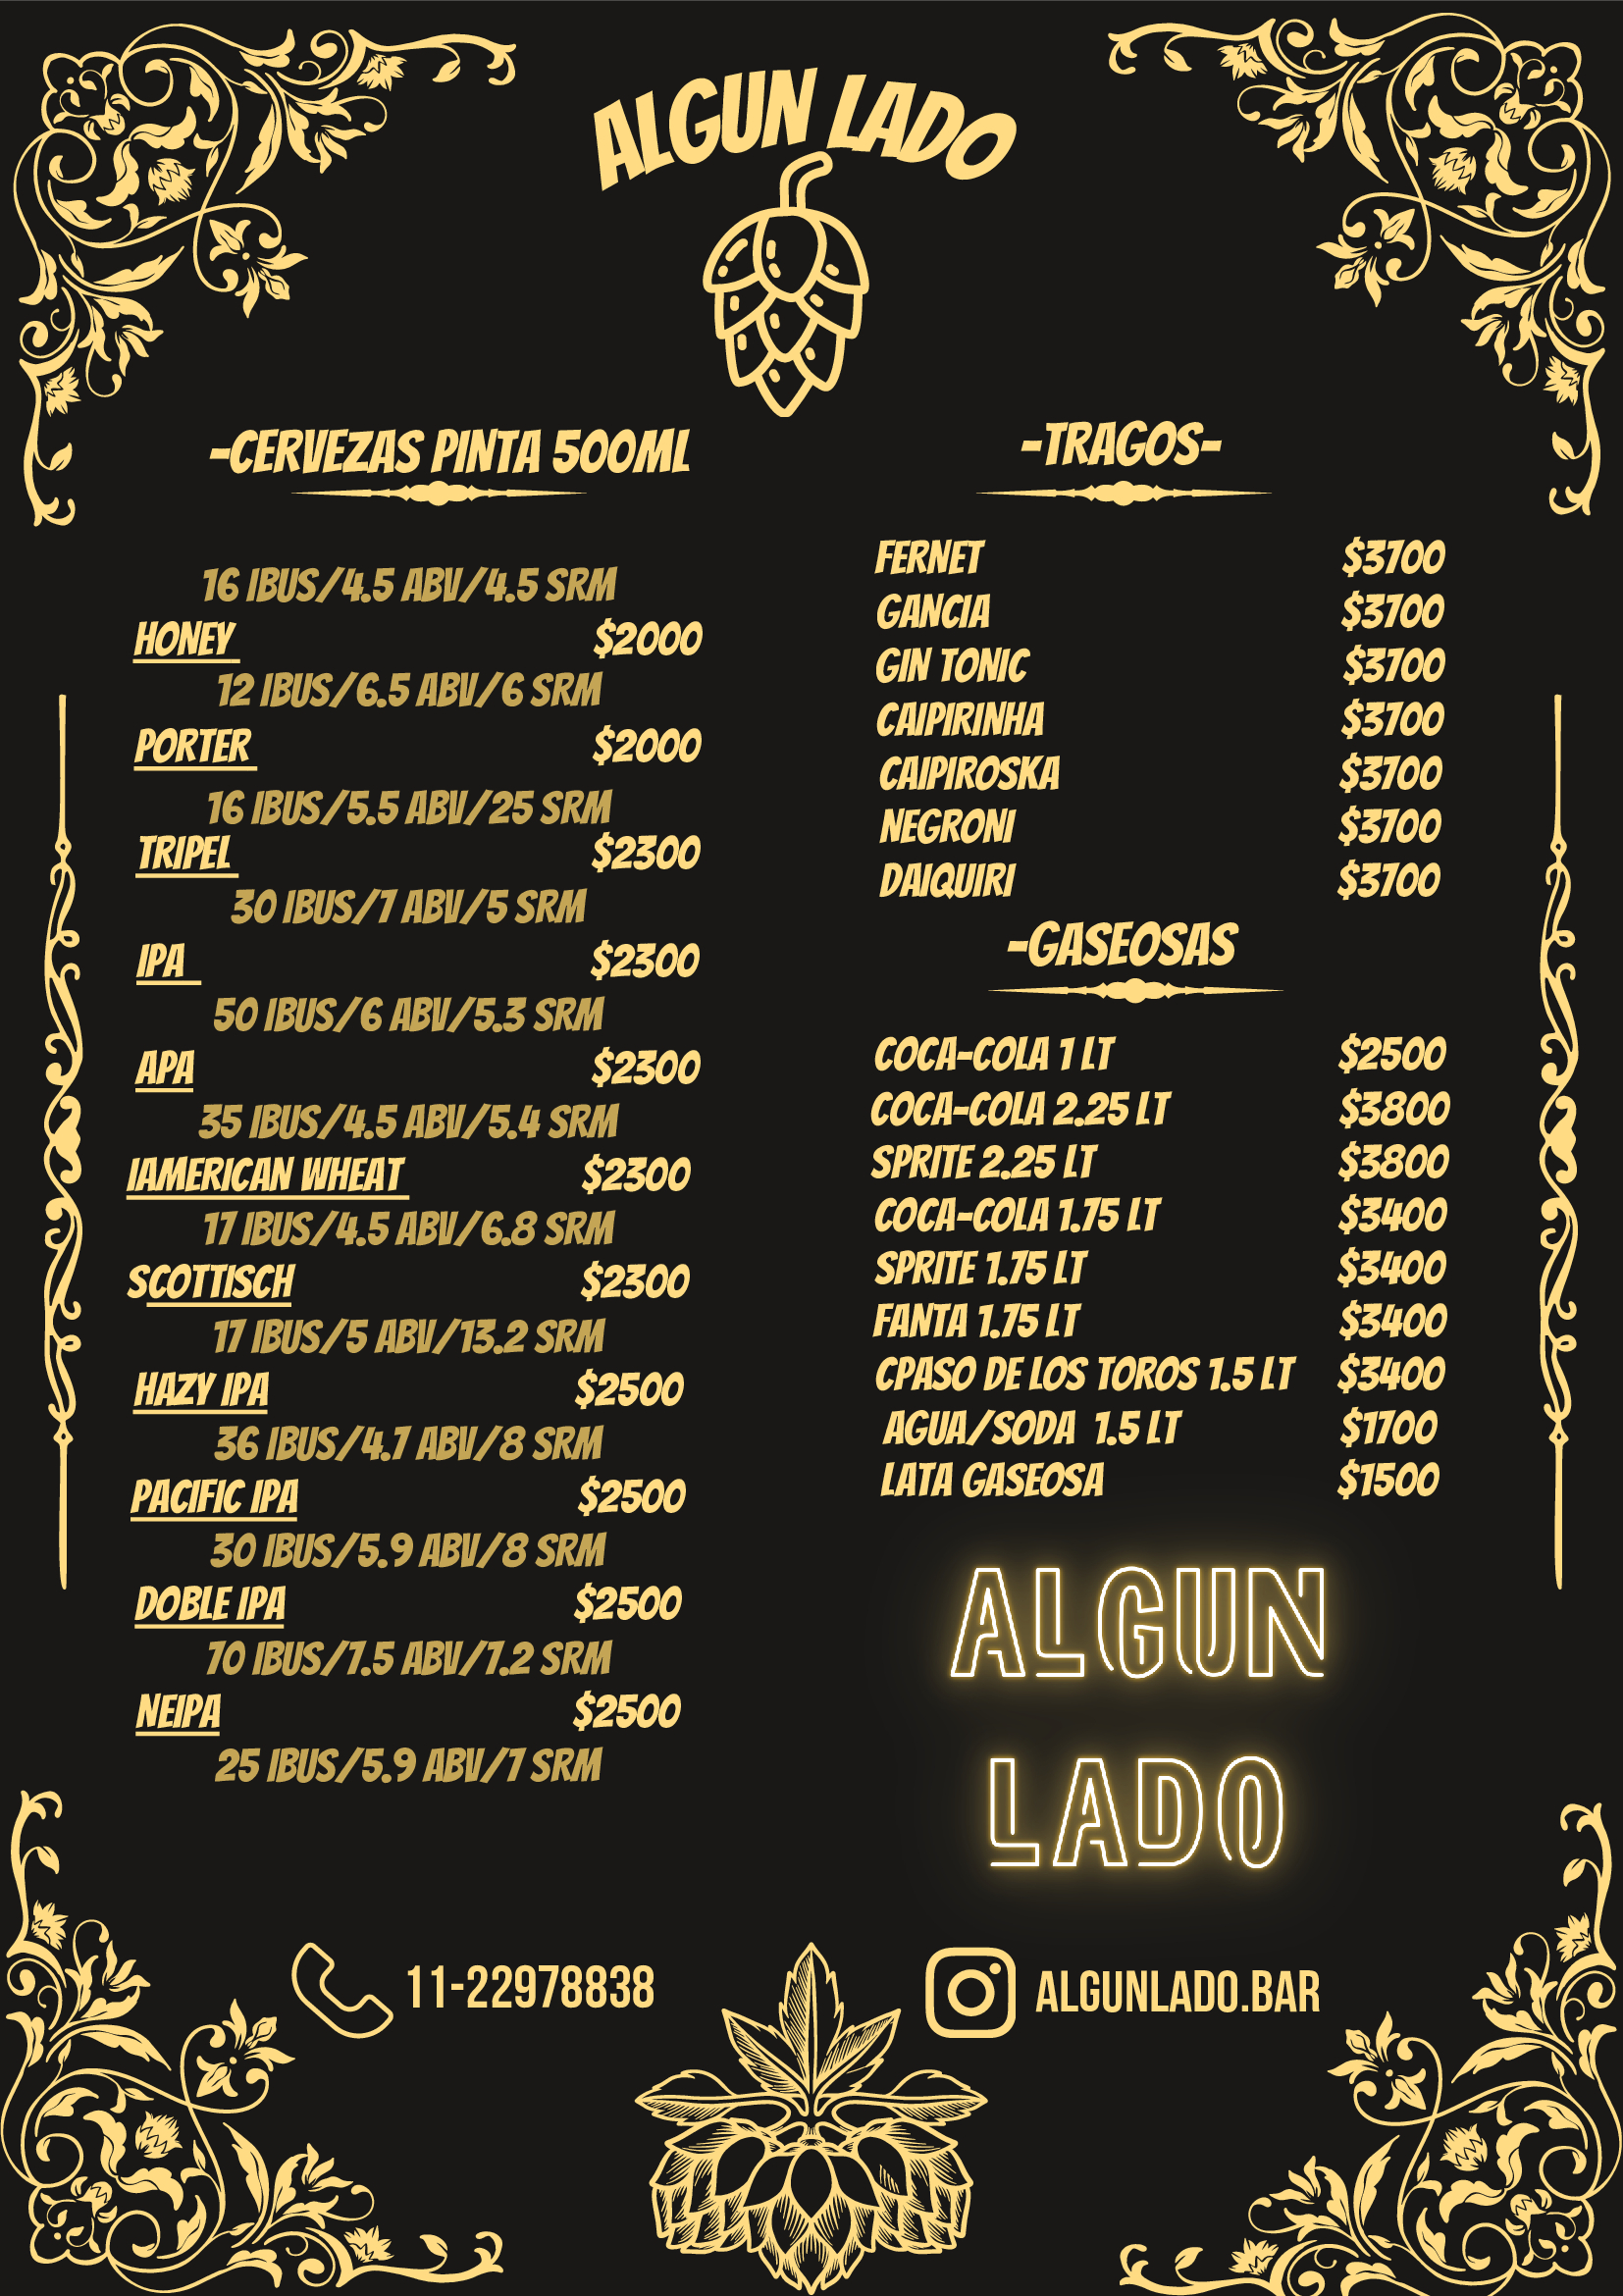 ALGUN LADO
-CERVEZAS PINTA 500ML
16 IBUS/4.5 ABV/4.5 SRM
HONEY $2000
12 IBUS/6.5 ABV/6 SRM
PORTER $2000
16 IBUS/5.5 ABV/25 SRM
TRIPEL $2300
30 IBUS/7 ABV/5 SRM
IPA $2300
50 IBUS/6 ABV/5.3 SRM
APA $2300
35 IBUS/4.5 ABV/5.4 SRM
IAMERICAN WHEAT $2300
17 IBUS/4.5 ABV/6.8 SRM
SCOTTISCH $2300
17 IBUS/5 ABV/13.2 SRM
HAZY IPA $2500
36 IBUS/4.7 ABV/8 SRM
PACIFIC IPA $2500
30 IBUS/5.9 ABV/8 SRM
DOBLE IPA $2500
70 IBUS/7.5 ABV/7.2 SRM
NEIPA $2500
25 IBUS/5.9 ABV/7 SRM
-TRAGOS-
FERNET $3700
GANCIA $3700
GIN TONIC $3700
CAIPIRINHA $3700
CAIPIROSKA $3700
NEGRONI $3700
DAIQUIRI $3700
-GASEOSAS
COCA-COLA 1 LT $2500
COCA-COLA 2.25 LT $3800
SPRITE 2.25 LT $3800
COCA-COLA 1.75 LT $3400
SPRITE 1.75 LT $3400
FANTA 1.75 LT $3400
CPASO DE LOS TOROS 1.5 LT $3400
AGUA/SODA 1.5 LT $1700
LATA GASEOSA $1500
ALGUN
LADO
11-22978838
ALGUNLADO.BAR